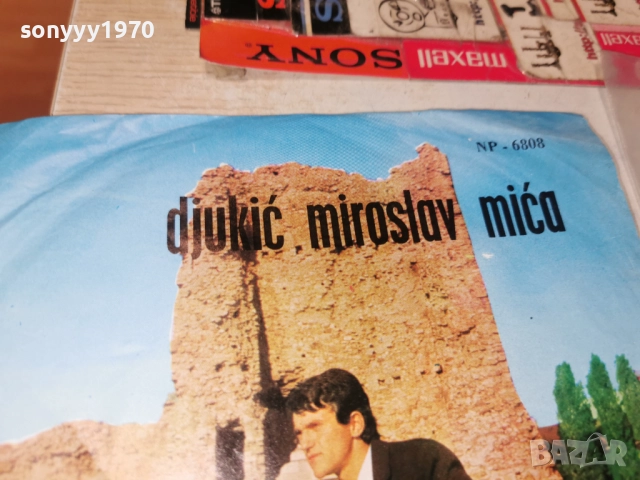 sonyyy1970
SONY
maxell
NP - 6808
djukić miroslav mića
BAZAR